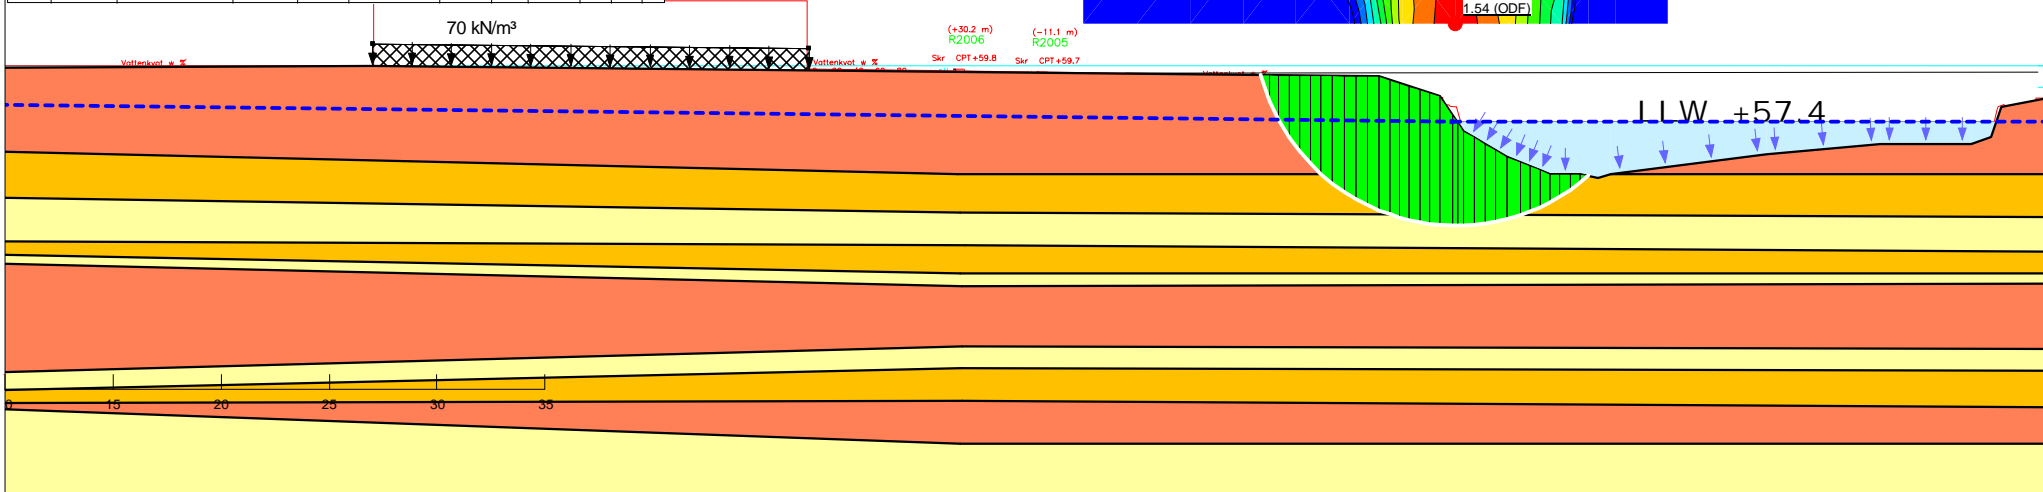 1.54 (ODF)
70 kN/m³
(+30.2 m)
R2006
(-11.1 m)
R2005
Skr CPT+59.8
Skr CPT+59.7
Vattenkvot w %
Vattenkvot w %
LLW +57.4
0 15 20 25 30 35